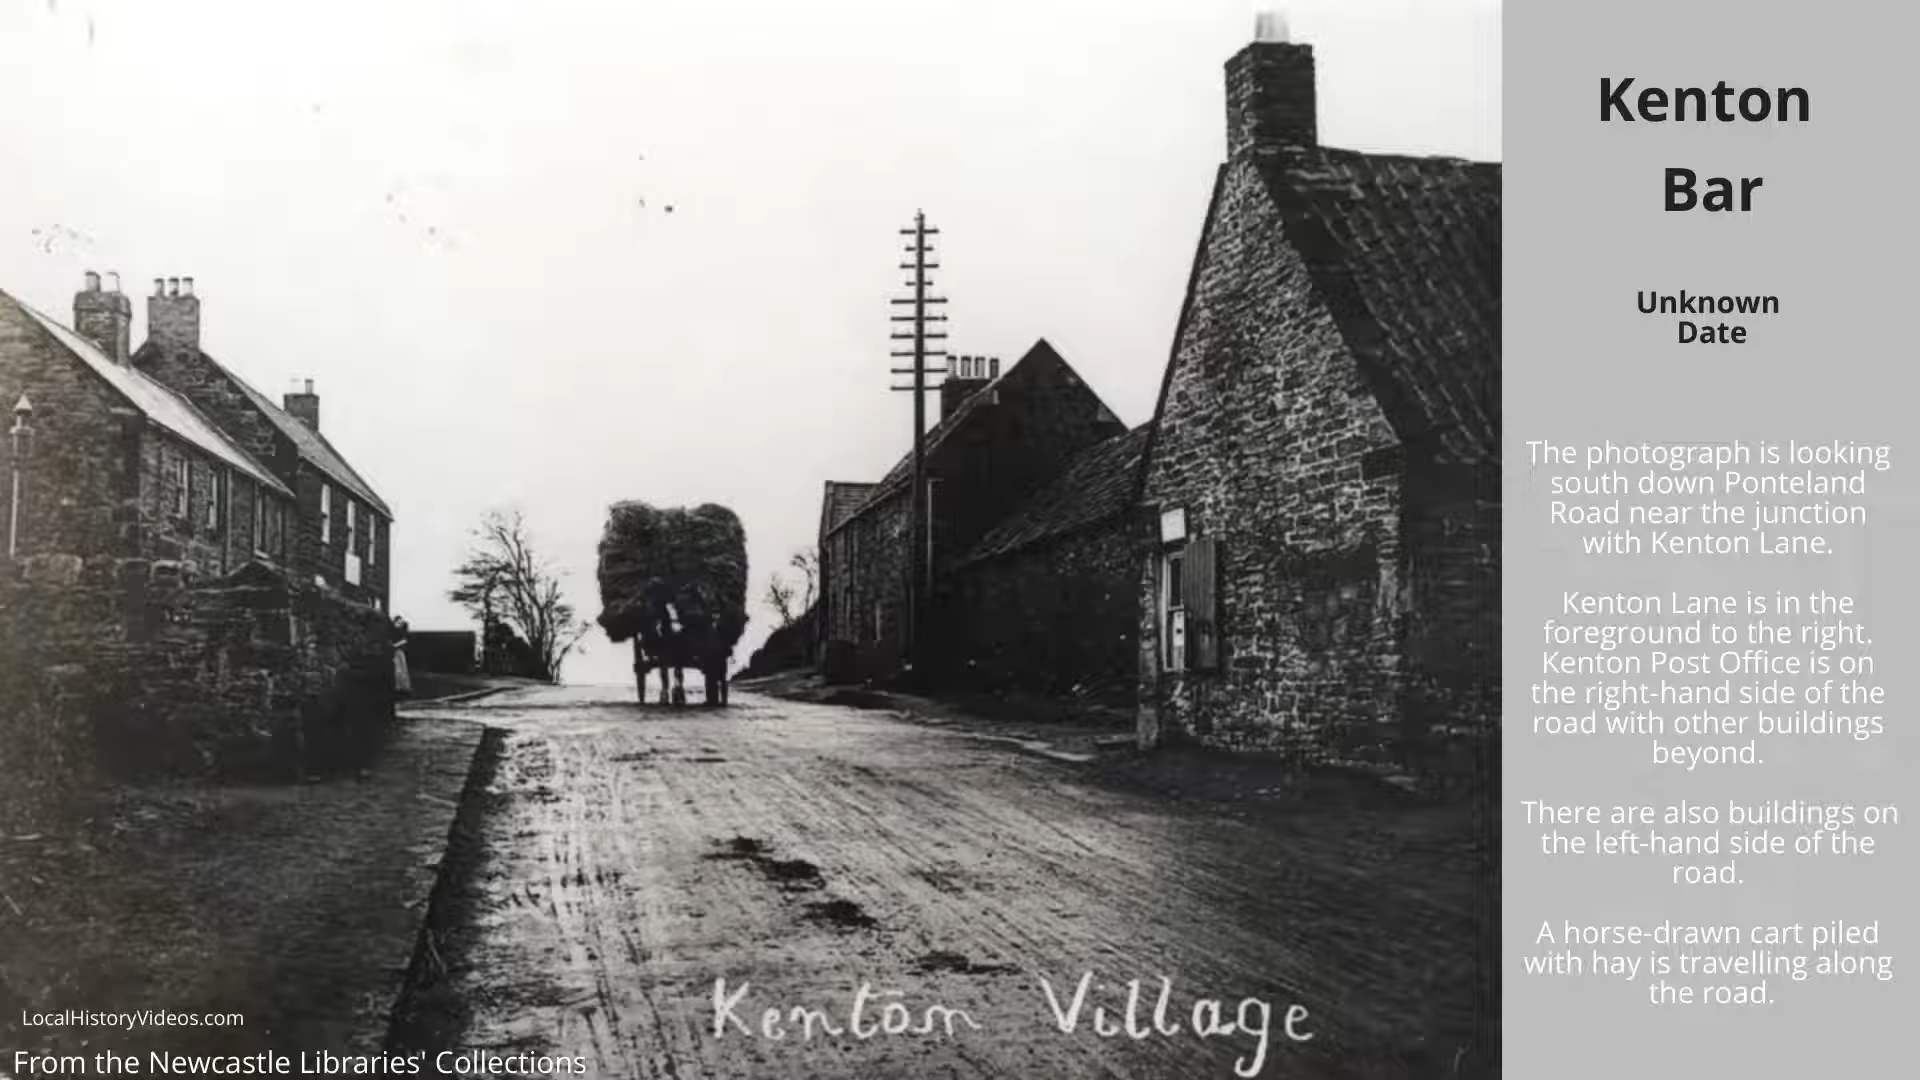 Kenton
Bar
Unknown
Date
The photograph is looking
south down Ponteland
Road near the junction
with Kenton Lane.
Kenton Lane is in the
foreground to the right.
Kenton Post Office is on
the right-hand side of the
road with other buildings
beyond.
There are also buildings on
the left-hand side of the
road.
A horse-drawn cart piled
with hay is travelling along
the road.
Kenton Village
LocalHistoryVideos.com
From the Newcastle Libraries' Collections